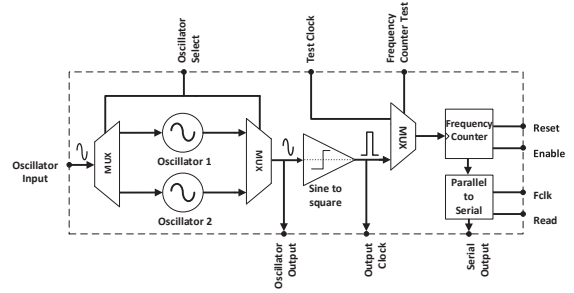 Oscillator
Select
Test Clock
Frequency
Counter Test
MUX
Oscillator 1
Oscillator
Input
Oscillator 2
MUX
Sine to
square
MUX
Frequency
Counter
Reset
Enable
Parallel
to
Serial
Fclk
Read
Oscillator
Output
Output
Clock
Serial
Output